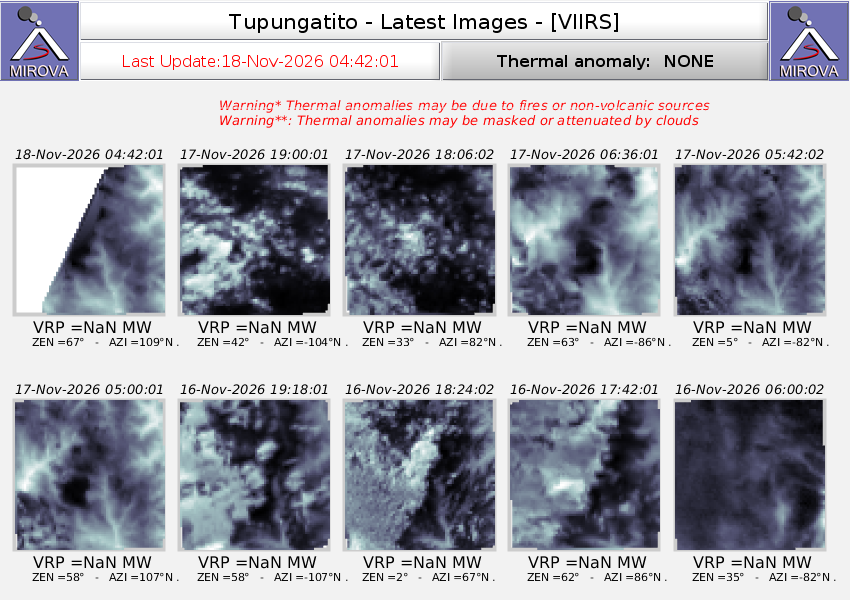 MIROVA
Tupungatito - Latest Images - [VIIRS]
MIROVA
Last Update:18-Nov-2026 04:42:01
Thermal anomaly: NONE
Warning* Thermal anomalies may be due to fires or non-volcanic sources
Warning**: Thermal anomalies may be masked or attenuated by clouds
18-Nov-2026 04:42:01 17-Nov-2026 19:00:01 17-Nov-2026 18:06:02 17-Nov-2026 06:36:01 17-Nov-2026 05:42:02
VRP =NaN MW VRP =NaN MW VRP =NaN MW VRP =NaN MW VRP =NaN MW
ZEN =67° - AZI =109°N . ZEN =42° - AZI =-104°N . ZEN =33° - AZI =82°N . ZEN =63° - AZI =-86°N . ZEN =5° - AZI =-82°N .
17-Nov-2026 05:00:01 16-Nov-2026 19:18:01 16-Nov-2026 18:24:02 16-Nov-2026 17:42:01 16-Nov-2026 06:00:02
VRP =NaN MW VRP =NaN MW VRP =NaN MW VRP =NaN MW VRP =NaN MW
ZEN =58° - AZI =107°N . ZEN =58° - AZI =-107°N . ZEN =2° - AZI =67°N . ZEN =62° - AZI =86°N . ZEN =35° - AZI =-82°N .